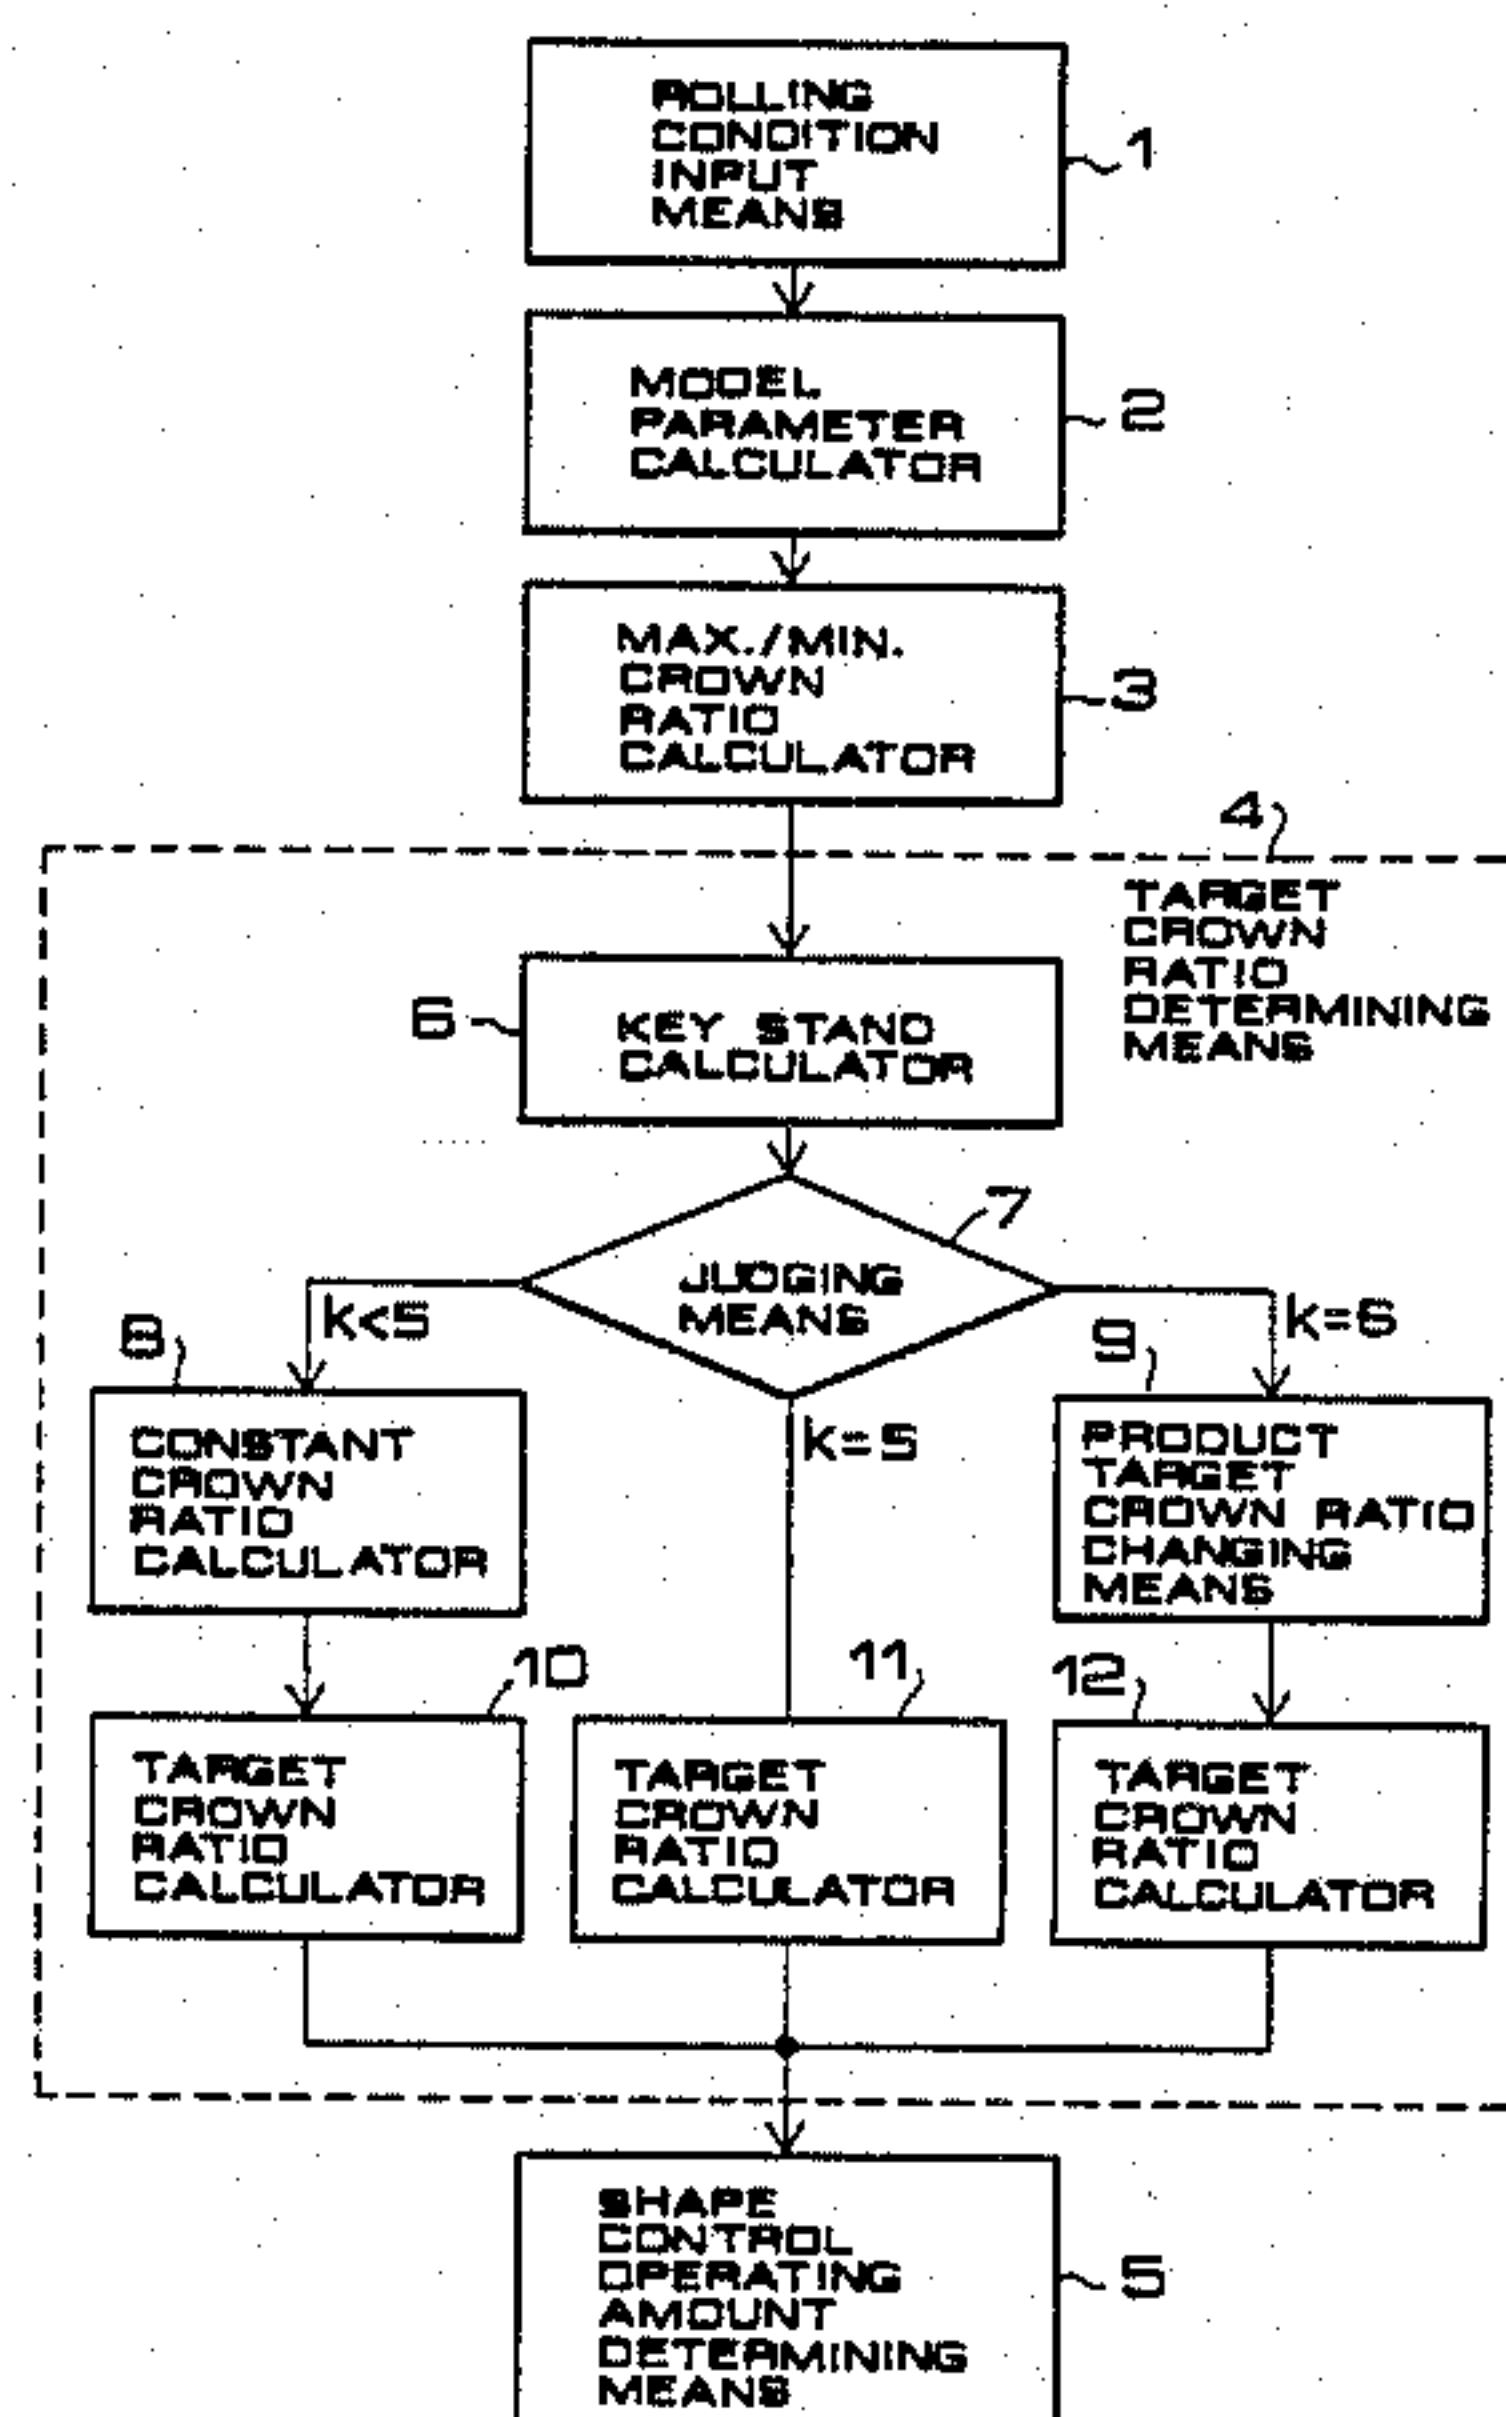 ROLLING
CONDITION
INPUT
MEANS
1
MODEL
PARAMETER
CALCULATOR
2
MAX./MIN.
CROWN
RATIO
CALCULATOR
3
4
TARGET
CROWN
RATIO
DETERMINING
MEANS
6
KEY STAND
CALCULATOR
7
JUDGING
MEANS
k<5
k=5
k=6
8
CONSTANT
CROWN
RATIO
CALCULATOR
9
PRODUCT
TARGET
CROWN RATIO
CHANGING
MEANS
10
TARGET
CROWN
RATIO
CALCULATOR
11
TARGET
CROWN
RATIO
CALCULATOR
12
TARGET
CROWN
RATIO
CALCULATOR
SHAPE
CONTROL
OPERATING
AMOUNT
DETERMINING
MEANS
5